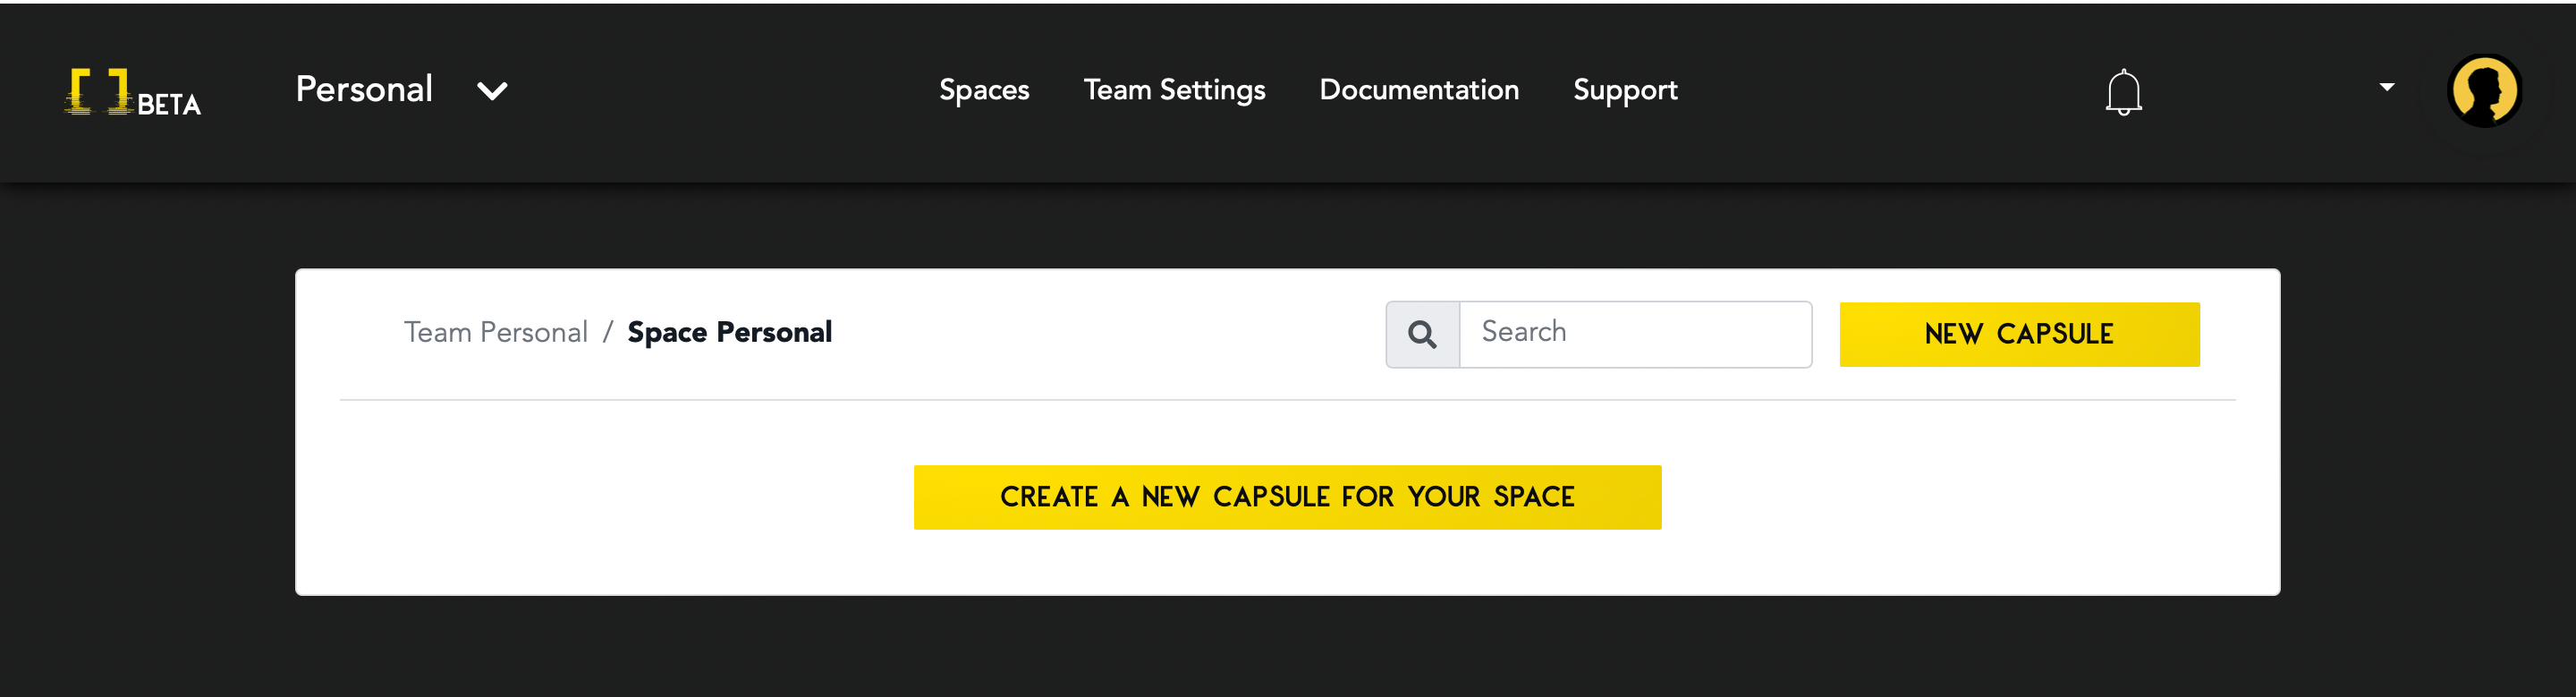 [ ] BETA
Personal
Spaces Team Settings Documentation Support
Team Personal / Space Personal
Search
NEW CAPSULE
CREATE A NEW CAPSULE FOR YOUR SPACE